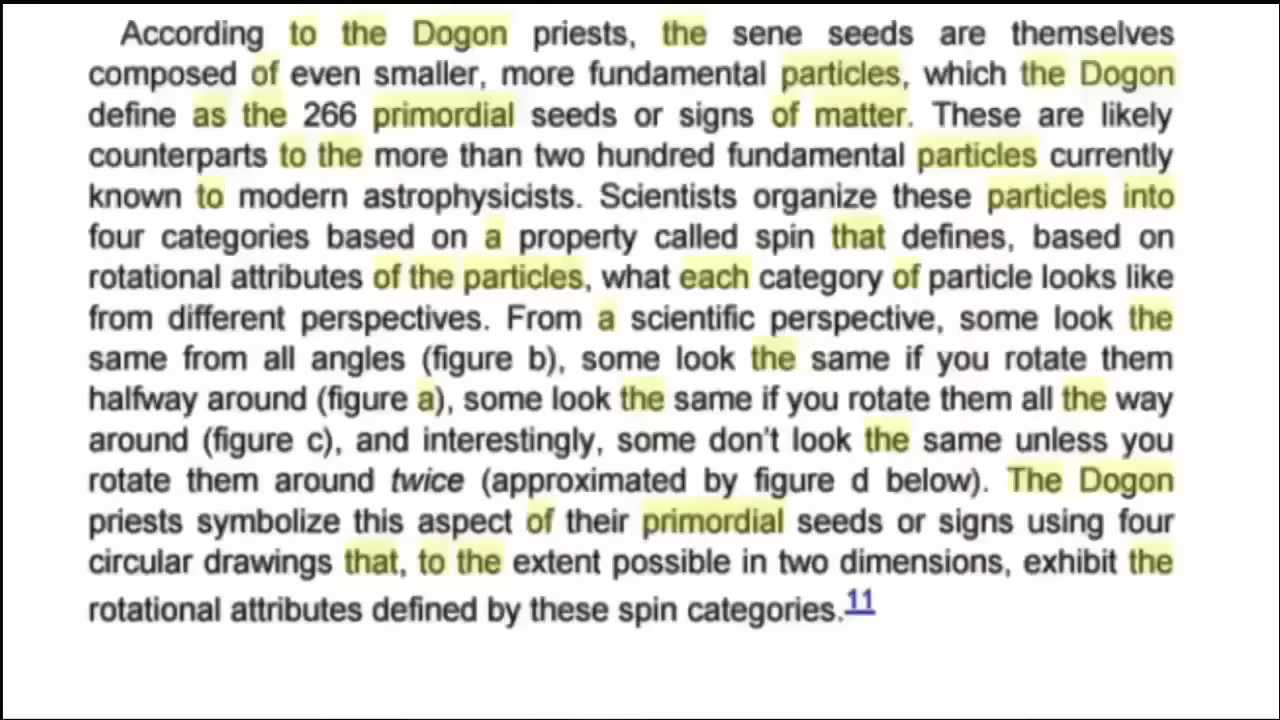 According to the Dogon priests, the sene seeds are themselves
composed of even smaller, more fundamental particles, which the Dogon
define as the 266 primordial seeds or signs of matter. These are likely
counterparts to the more than two hundred fundamental particles currently
known to modern astrophysicists. Scientists organize these particles into
four categories based on a property called spin that defines, based on
rotational attributes of the particles, what each category of particle looks like
from different perspectives. From a scientific perspective, some look the
same from all angles (figure b), some look the same if you rotate them
halfway around (figure a), some look the same if you rotate them all the way
around (figure c), and interestingly, some don't look the same unless you
rotate them around twice (approximated by figure d below). The Dogon
priests symbolize this aspect of their primordial seeds or signs using four
circular drawings that, to the extent possible in two dimensions, exhibit the
rotational attributes defined by these spin categories.11